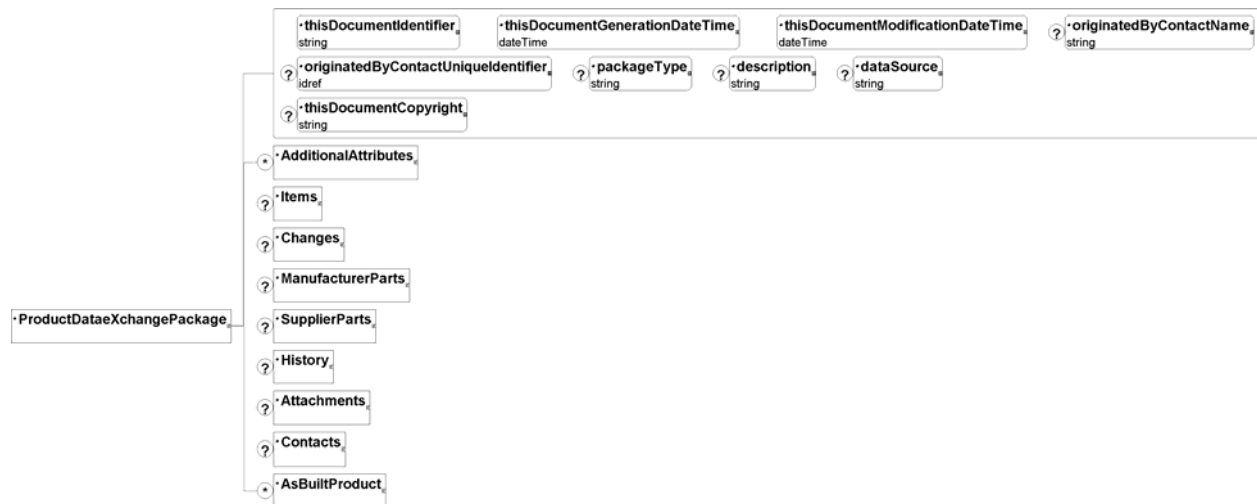 thisDocumentIdentifier thisDocumentGenerationDateTime thisDocumentModificationDateTime ? originatedByContactName
string dateTime dateTime string
? originatedByContactUniqueIdentifier ? packageType ? description ? dataSource
idref string string string
? thisDocumentCopyright
string
* AdditionalAttributes
? Items
? Changes
? ManufacturerParts
ProductDataeXchangePackage
? SupplierParts
? History
? Attachments
? Contacts
* AsBuiltProduct